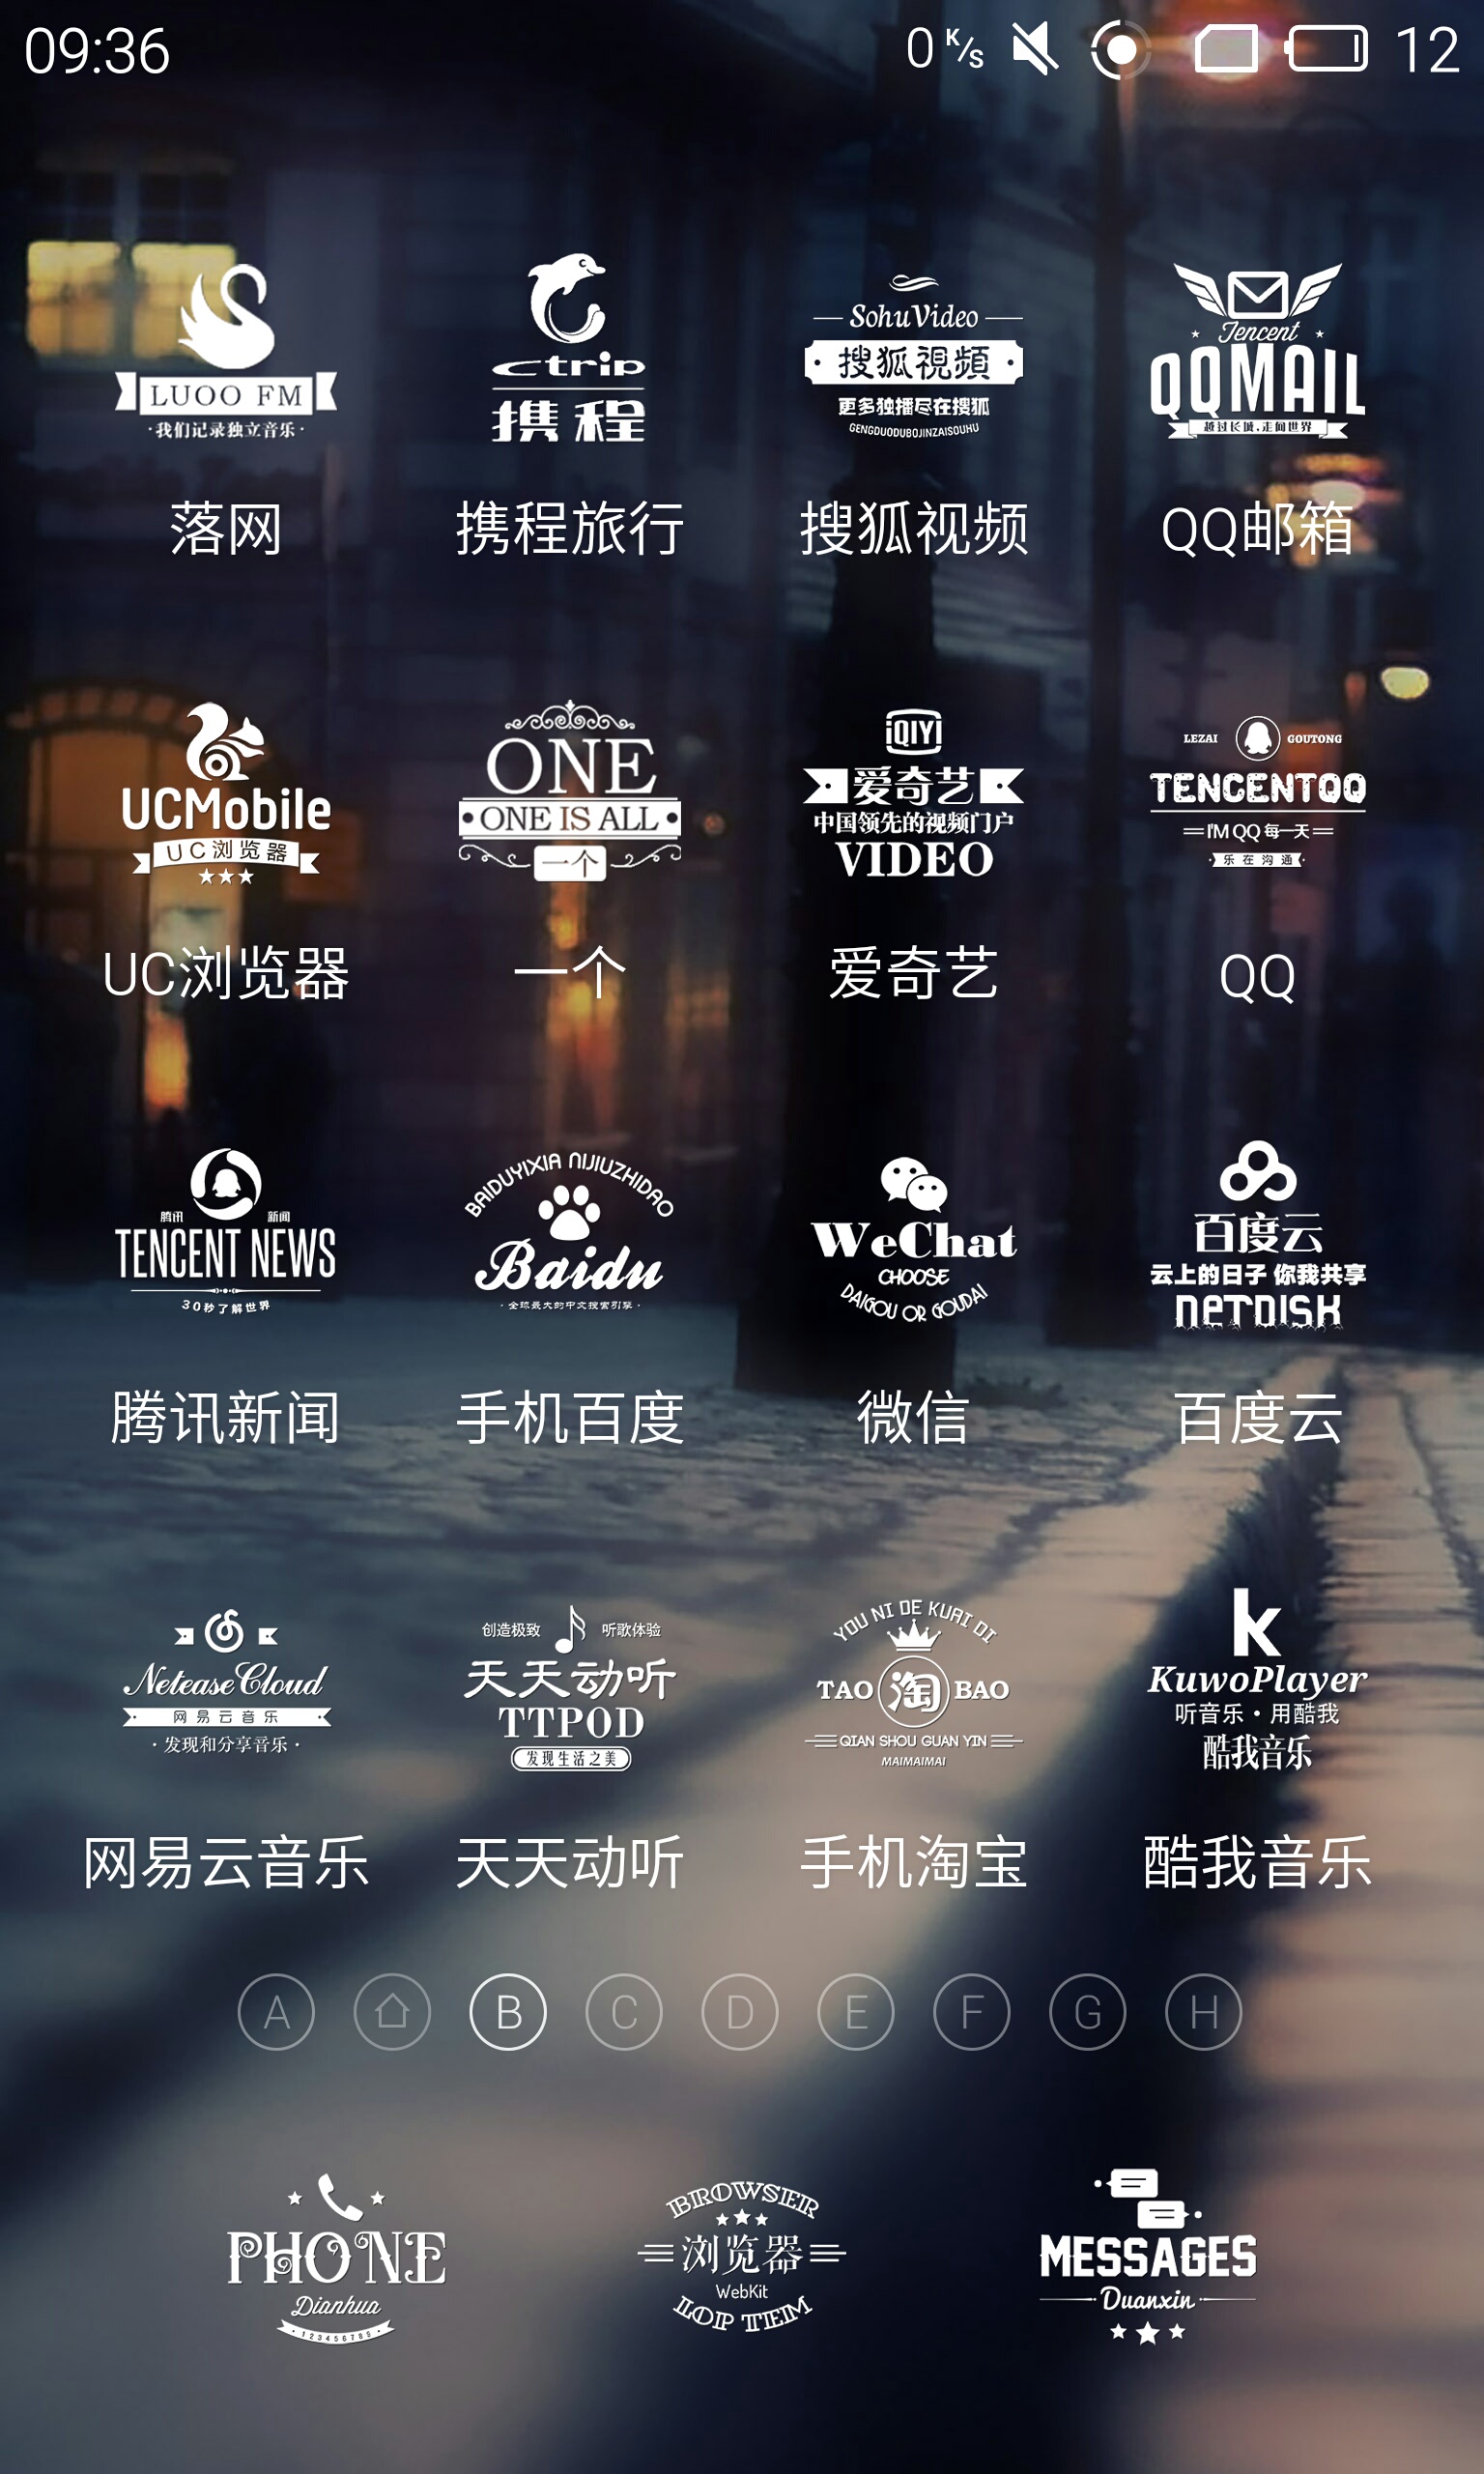 09:36
0 K/s
12
LUOO FM
·我们记录独立音乐·
落网
ctrip
携程
携程旅行
SohuVideo
搜狐視頻
更多独播尽在搜狐
GENGDUODUBOJINZAISOUHU
搜狐视频
Tencent
QQMAIL
越过长城,走向世界
QQ邮箱
UCMobile
UC浏览器
UC浏览器
ONE
ONE IS ALL
一个
一个
iQIYI
爱奇艺
中国领先的视频门户
VIDEO
爱奇艺
LEZAI GOUTONG
TENCENTQQ
I'M QQ 每一天
乐在沟通
QQ
腾讯 新闻
TENCENT NEWS
30秒了解世界
腾讯新闻
BAIDUYIXIA NIJIUZHIDAO
Baidu
·全球最大的中文搜索引擎·
手机百度
WeChat
CHOOSE
DAIGOU OR GOUDAI
微信
百度云
云上的日子 你我共享
NETDISK
百度云
NeteaseCloud
网易云音乐
·发现和分享音乐·
网易云音乐
创造极致 听歌体验
天天动听
TTPOD
发现生活之美
天天动听
YOU NI DE KUAI DI
TAO 淘 BAO
QIAN SHOU GUAN YIN
MAIMAIMAI
手机淘宝
k
KuwoPlayer
听音乐·用酷我
酷我音乐
酷我音乐
A B C D E F G H
PHONE
Dianhua
·123456789·
BROWSER
浏览器
WebKit
LOP TEEM
MESSAGES
Duanxin